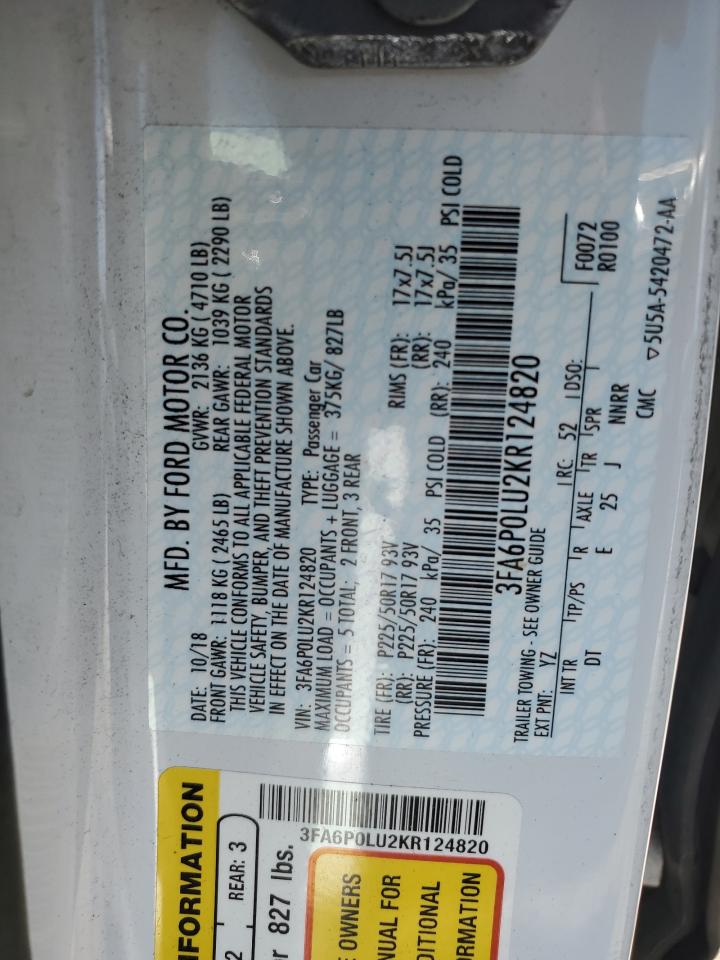 MFD. BY FORD MOTOR CO.
DATE: 10/18 GVWR: 2136 KG ( 4710 LB)
FRONT GAWR: 1118 KG ( 2465 LB) REAR GAWR: 1039 KG ( 2290 LB)
THIS VEHICLE CONFORMS TO ALL APPLICABLE FEDERAL MOTOR
VEHICLE SAFETY, BUMPER, AND THEFT PREVENTION STANDARDS
IN EFFECT ON THE DATE OF MANUFACTURE SHOWN ABOVE.
VIN: 3FA6P0LU2KR124820 TYPE: Passenger Car
MAXIMUM LOAD = OCCUPANTS + LUGGAGE = 375KG/ 827LB
OCCUPANTS = 5 TOTAL; 2 FRONT, 3 REAR
TIRE (FR): P225/50R17 93V RIMS (FR): 17x7.5J
(RR): P225/50R17 93V (RR): 17x7.5J
PRESSURE (FR): 240 kPa/ 35 PSI COLD (RR): 240 kPa/ 35 PSI COLD
3FA6P0LU2KR124820
TRAILER TOWING - SEE OWNER GUIDE
EXT PNT: YZ RC: 52 DSO: F0072
R0100
INT TR TP/PS R AXLE TR SPR
DT E 25 J E NNRR
CMC ▽5U5A-5420472-AA
3FA6P0LU2KR124820
NFORMATION
2 REAR: 3
r 827 lbs.
OWNERS
NUAL FOR
DITIONAL
RMATION